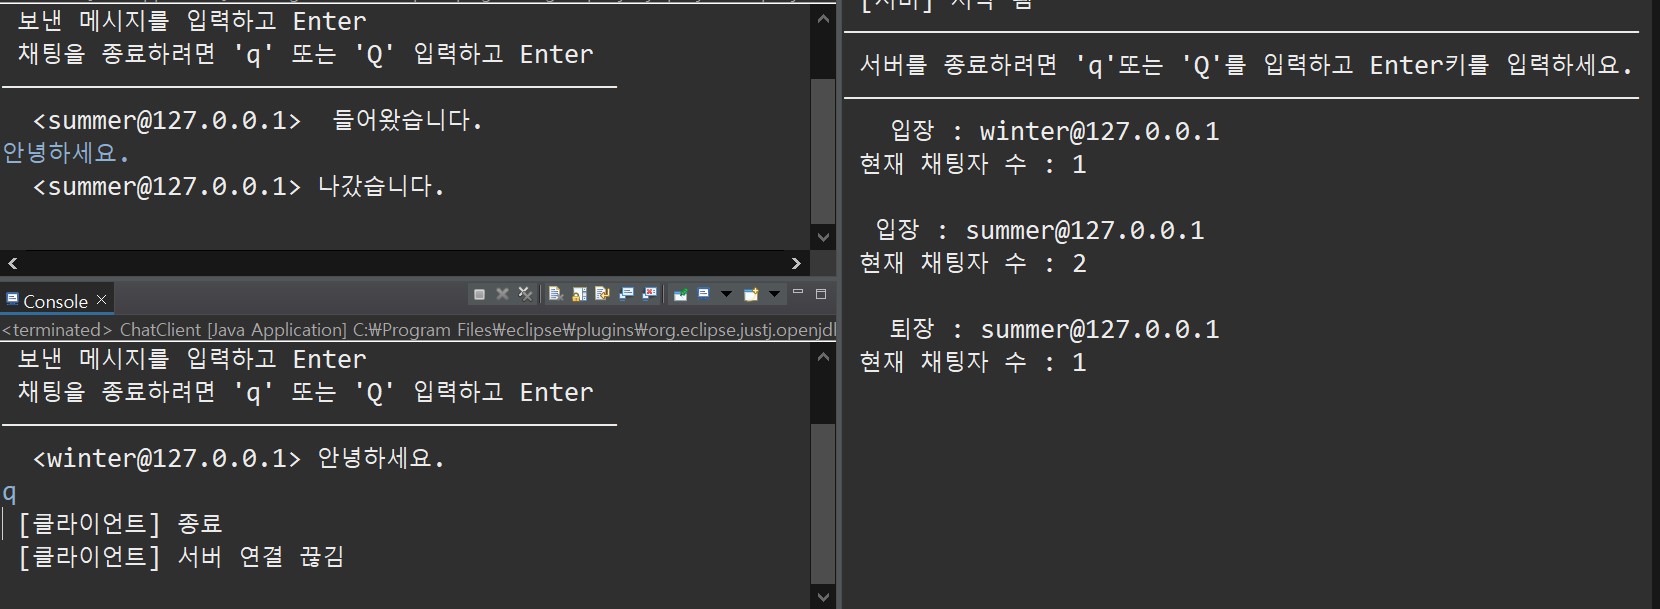 보낸 메시지를 입력하고 Enter
채팅을 종료하려면 'q' 또는 'Q' 입력하고 Enter
<summer@127.0.0.1> 들어왔습니다.
안녕하세요.
<summer@127.0.0.1> 나갔습니다.
Console
<terminated> ChatClient [Java Application] C:₩Program Files₩eclipse₩plugins₩org.eclipse.justj.openjdl
보낸 메시지를 입력하고 Enter
채팅을 종료하려면 'q' 또는 'Q' 입력하고 Enter
<winter@127.0.0.1> 안녕하세요.
q
[클라이언트] 종료
[클라이언트] 서버 연결 끊김
서버를 종료하려면 'q'또는 'Q'를 입력하고 Enter키를 입력하세요.
입장 : winter@127.0.0.1
현재 채팅자 수 : 1
입장 : summer@127.0.0.1
현재 채팅자 수 : 2
퇴장 : summer@127.0.0.1
현재 채팅자 수 : 1